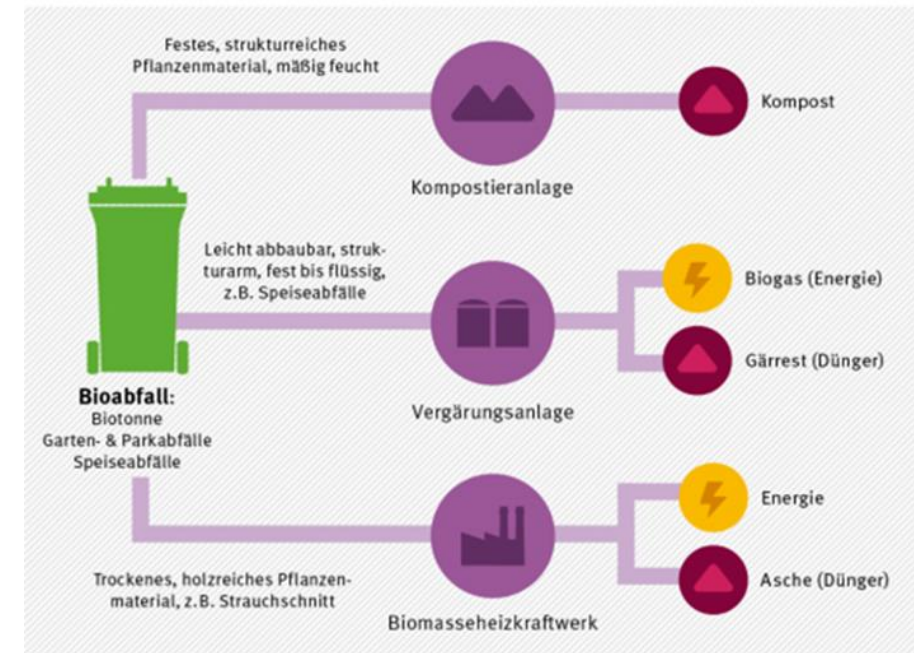 Festes, strukturreiches
Pflanzenmaterial, mäßig feucht
Kompost
Kompostieranlage
Leicht abbaubar, struk-
turarm, fest bis flüssig,
z.B. Speiseabfälle
Biogas (Energie)
Gärrest (Dünger)
Vergärungsanlage
Bioabfall:
Biotonne
Garten- & Parkabfälle
Speiseabfälle
Energie
Asche (Dünger)
Trockenes, holzreiches Pflanzen-
material, z.B. Strauchschnitt
Biomasseheizkraftwerk